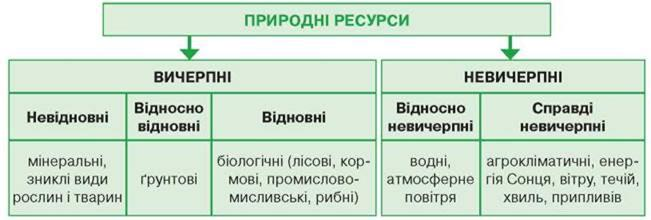 ПРИРОДНІ РЕСУРСИ
ВИЧЕРПНІ
НЕВИЧЕРПНІ
Невідновні
Відносно
відновні
Відновні
Відносно
невичерпні
Справді
невичерпні
мінеральні,
зниклі види
рослин і тварин
ґрунтові
біологічні (лісові, кор-
мові, промислово-
мисливські, рибні)
водні,
атмосферне
повітря
агрокліматичні, енер-
гія Сонця, вітру, течій,
хвиль, припливів